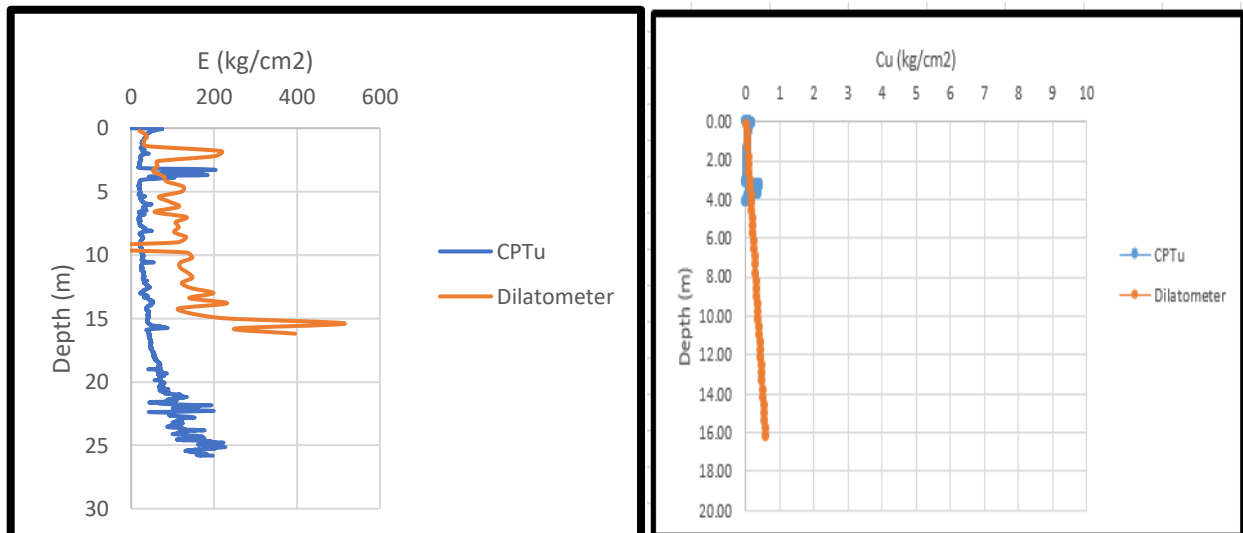 E (kg/cm2)
0 200 400 600
0
5
10
15
20
25
30
Depth (m)
CPTu
Dilatometer
Cu (kg/cm2)
0 1 2 3 4 5 6 7 8 9 10
0.00
2.00
4.00
6.00
8.00
10.00
12.00
14.00
16.00
18.00
20.00
Depth (m)
CPTu
Dilatometer